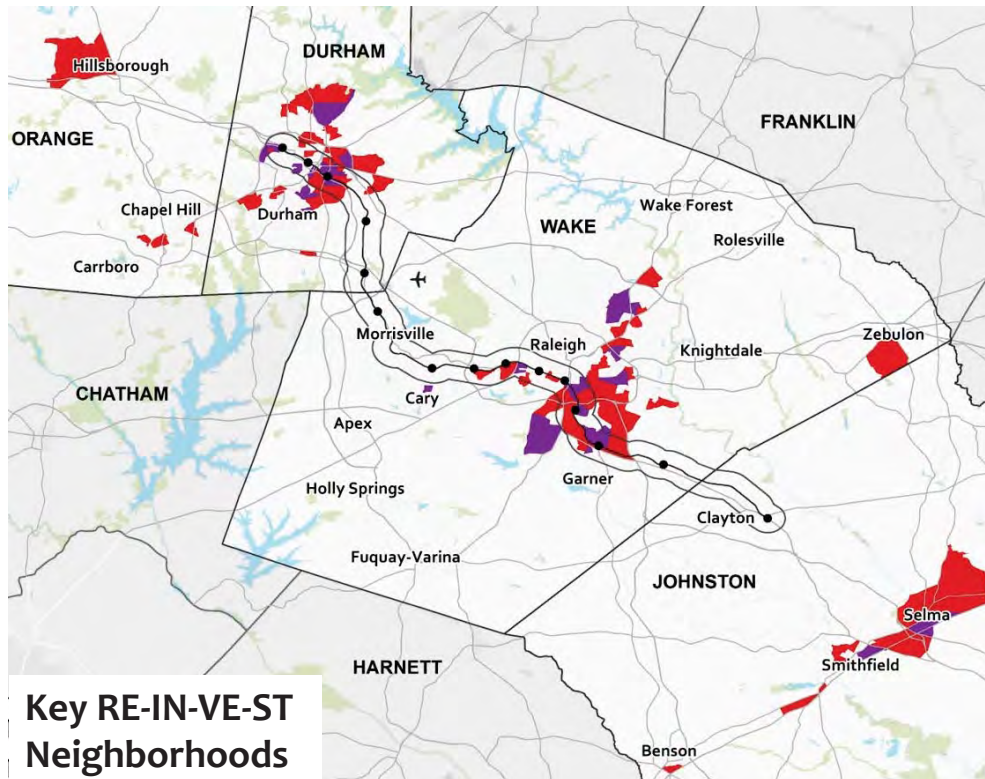 DURHAM
Hillsborough
ORANGE
FRANKLIN
Chapel Hill
Durham
Wake Forest
WAKE
Rolesville
Carrboro
Morrisville
Raleigh
Knightdale
Zebulon
CHATHAM
Cary
Apex
Garner
Holly Springs
Clayton
Fuquay-Varina
JOHNSTON
Selma
HARNETT
Smithfield
Key RE-IN-VE-ST
Neighborhoods
Benson